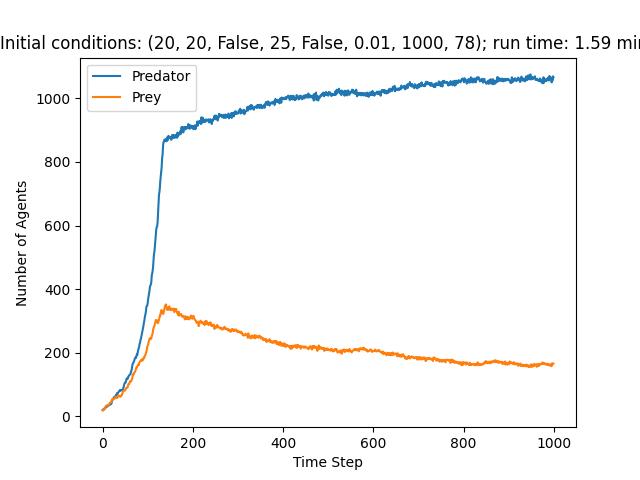 Initial conditions: (20, 20, False, 25, False, 0.01, 1000, 78); run time: 1.59 min
Predator
Prey
1000
800
600
400
200
0
Number of Agents
0 200 400 600 800 1000
Time Step